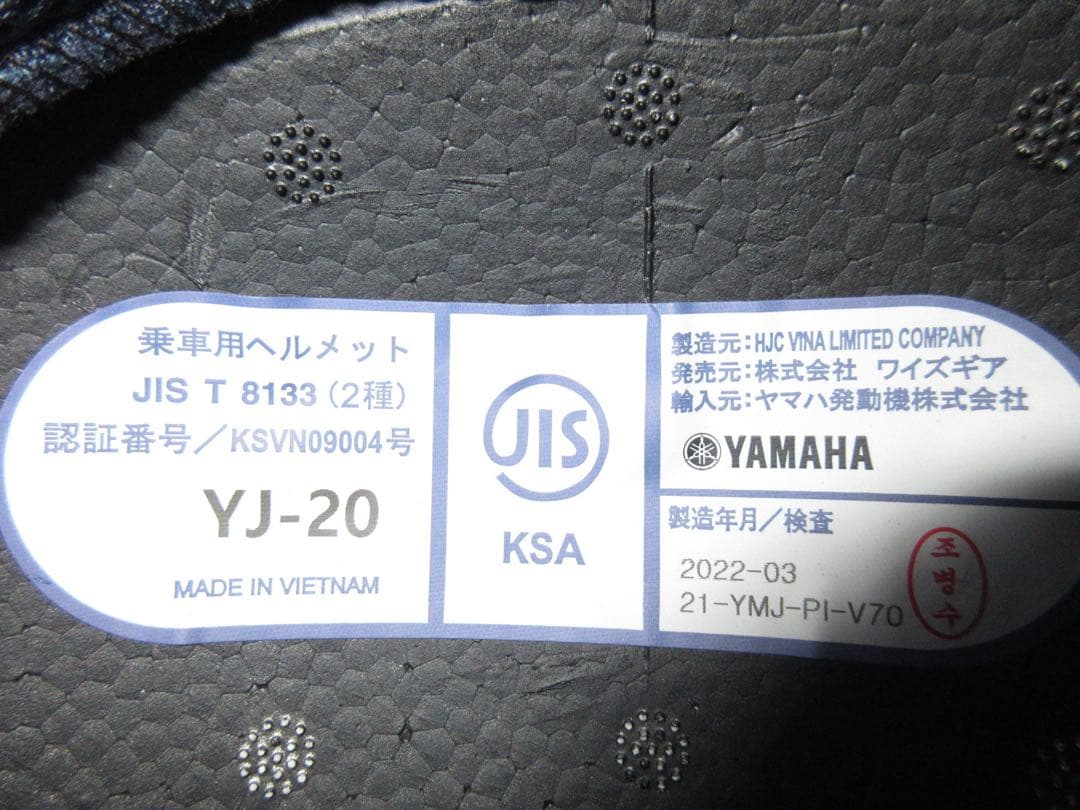 乗車用ヘルメット
JIS T 8133（2種）
認証番号／KSVN09004号
YJ-20
MADE IN VIETNAM
JIS
KSA
製造元：HJC VINA LIMITED COMPANY
発売元：株式会社 ワイズギア
輸入元：ヤマハ発動機株式会社
YAMAHA
製造年月／検査
2022-03
21-YMJ-PI-V70
조병수